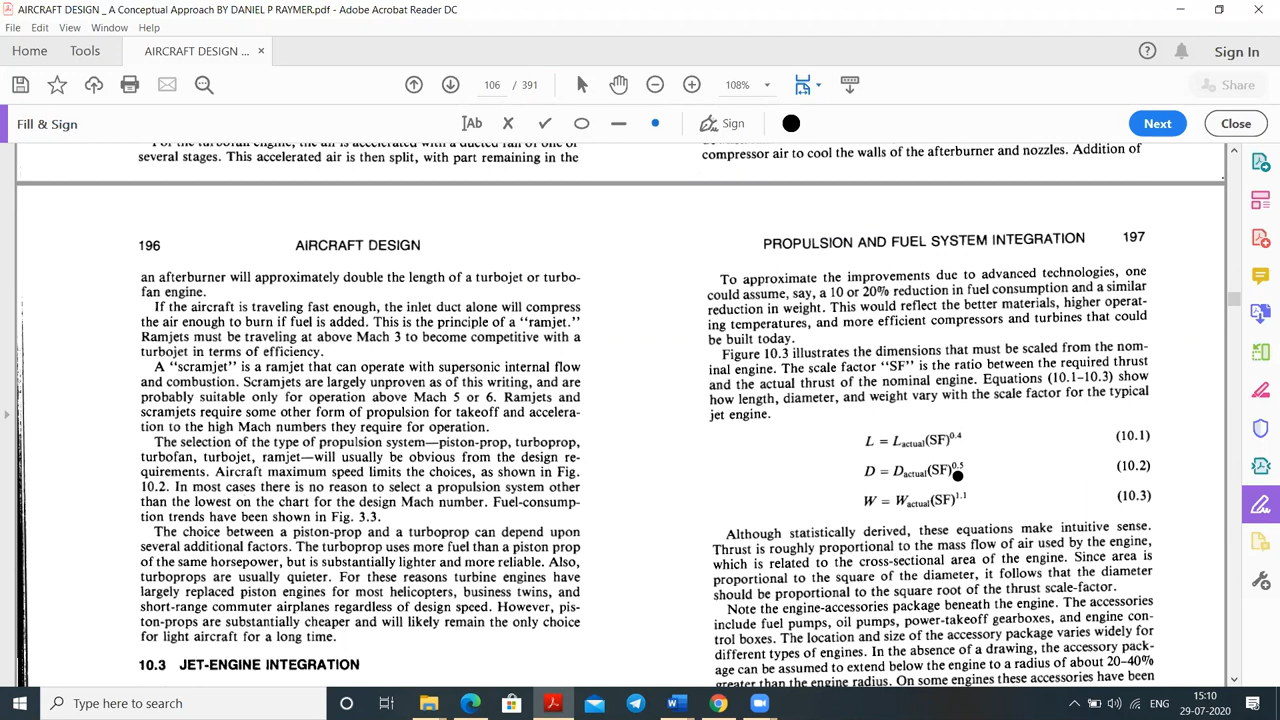 AIRCRAFT DESIGN _ A Conceptual Approach BY DANIEL P RAYMER.pdf - Adobe Acrobat Reader DC
File Edit View Window Help
Home Tools AIRCRAFT DESIGN ... × Sign In
106 / 391 108% Share
Fill & Sign Ab Sign Next Close
several stages. This accelerated air is then split, with part remaining in the
compressor air to cool the walls of the afterburner and nozzles. Addition of
196 AIRCRAFT DESIGN
an afterburner will approximately double the length of a turbojet or turbo-
fan engine.
If the aircraft is traveling fast enough, the inlet duct alone will compress
the air enough to burn if fuel is added. This is the principle of a "ramjet."
Ramjets must be traveling at above Mach 3 to become competitive with a
turbojet in terms of efficiency.
A "scramjet" is a ramjet that can operate with supersonic internal flow
and combustion. Scramjets are largely unproven as of this writing, and are
probably suitable only for operation above Mach 5 or 6. Ramjets and
scramjets require some other form of propulsion for takeoff and accelera-
tion to the high Mach numbers they require for operation.
The selection of the type of propulsion system—piston-prop, turboprop,
turbofan, turbojet, ramjet—will usually be obvious from the design re-
quirements. Aircraft maximum speed limits the choices, as shown in Fig.
10.2. In most cases there is no reason to select a propulsion system other
than the lowest on the chart for the design Mach number. Fuel-consump-
tion trends have been shown in Fig. 3.3.
The choice between a piston-prop and a turboprop can depend upon
several additional factors. The turboprop uses more fuel than a piston prop
of the same horsepower, but is substantially lighter and more reliable. Also,
turboprops are usually quieter. For these reasons turbine engines have
largely replaced piston engines for most helicopters, business twins, and
short-range commuter airplanes regardless of design speed. However, pis-
ton-props are substantially cheaper and will likely remain the only choice
for light aircraft for a long time.
10.3 JET-ENGINE INTEGRATION
PROPULSION AND FUEL SYSTEM INTEGRATION 197
To approximate the improvements due to advanced technologies, one
could assume, say, a 10 or 20% reduction in fuel consumption and a similar
reduction in weight. This would reflect the better materials, higher operat-
ing temperatures, and more efficient compressors and turbines that could
be built today.
Figure 10.3 illustrates the dimensions that must be scaled from the nom-
inal engine. The scale factor "SF" is the ratio between the required thrust
and the actual thrust of the nominal engine. Equations (10.1–10.3) show
how length, diameter, and weight vary with the scale factor for the typical
jet engine.
L = Lactual(SF)^0.4 (10.1)
D = Dactual(SF)^0.5 (10.2)
W = Wactual(SF)^1.1 (10.3)
Although statistically derived, these equations make intuitive sense.
Thrust is roughly proportional to the mass flow of air used by the engine,
which is related to the cross-sectional area of the engine. Since area is
proportional to the square of the diameter, it follows that the diameter
should be proportional to the square root of the thrust scale-factor.
Note the engine-accessories package beneath the engine. The accessories
include fuel pumps, oil pumps, power-takeoff gearboxes, and engine con-
trol boxes. The location and size of the accessory package varies widely for
different types of engines. In the absence of a drawing, the accessory pack-
age can be assumed to extend below the engine to a radius of about 20–40%
greater than the engine radius. On some engines these accessories have been
Type here to search ENG 15:10
29-07-2020